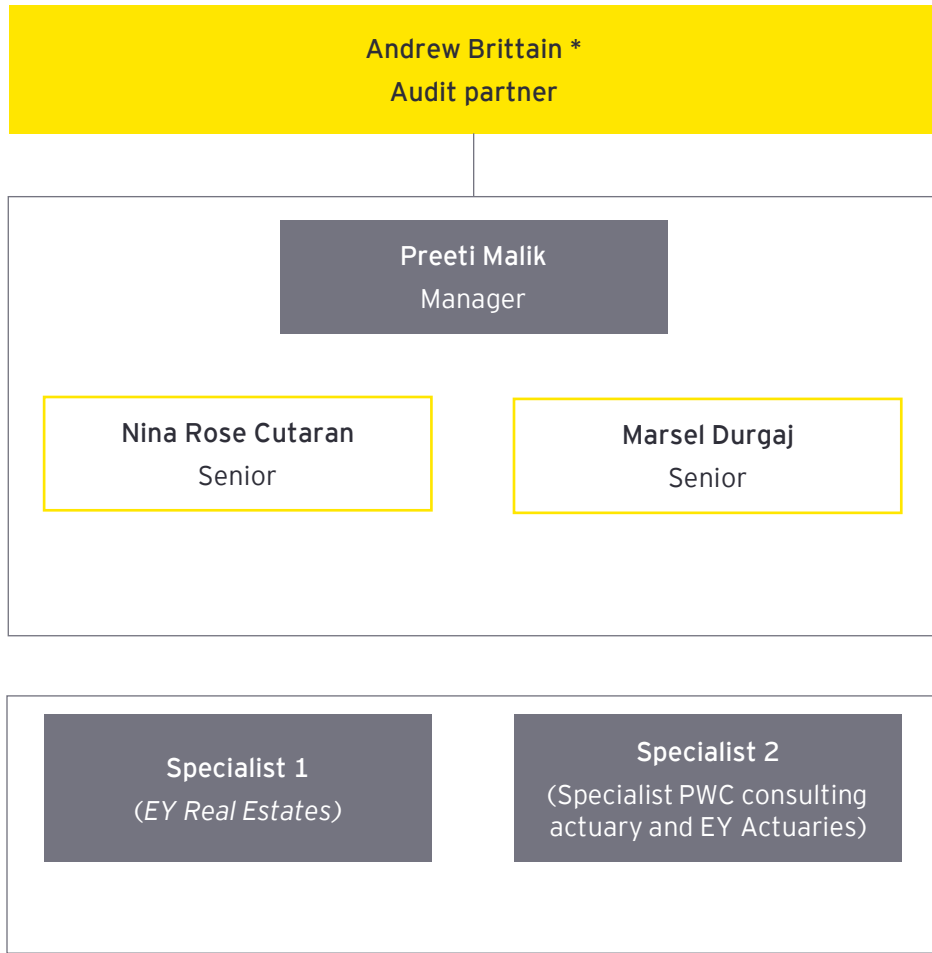 Andrew Brittain *
Audit partner
Preeti Malik
Manager
Nina Rose Cutaran
Senior
Marsel Durgaj
Senior
Specialist 1
(EY Real Estates)
Specialist 2
(Specialist PWC consulting
actuary and EY Actuaries)